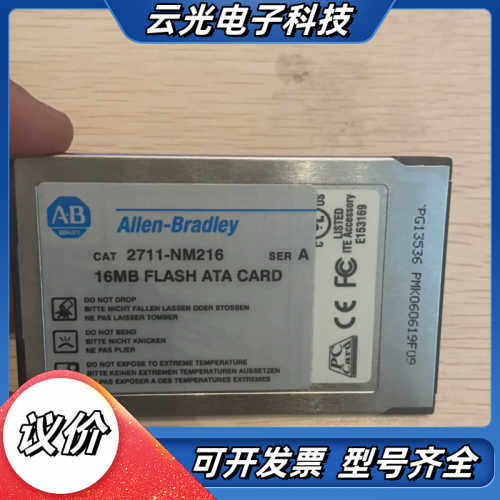 云光电子科技
AB
Allen-Bradley
CAT 2711-NM216 SER A
16MB FLASH ATA CARD
DO NOT DROP
BITTE NICHT FALLEN LASSEN ODER STOSSEN
NE PAS LAISSER TOMBER
DO NOT BEND
BITTE NICHT KNICKEN
NE PAS PLIER
DO NOT EXPOSE TO EXTREME TEMPERATURE
BITTE KEINEN EXTREMEN TEMPERATUREN AUSSETZEN
PAS EXPOSER A DES TEMPERATURES EXTREMES
LISTED
ITE Accessory
E153169
FC
CE
PC
Card
PG13536 PMK060619F09
议价
可开发票 型号齐全